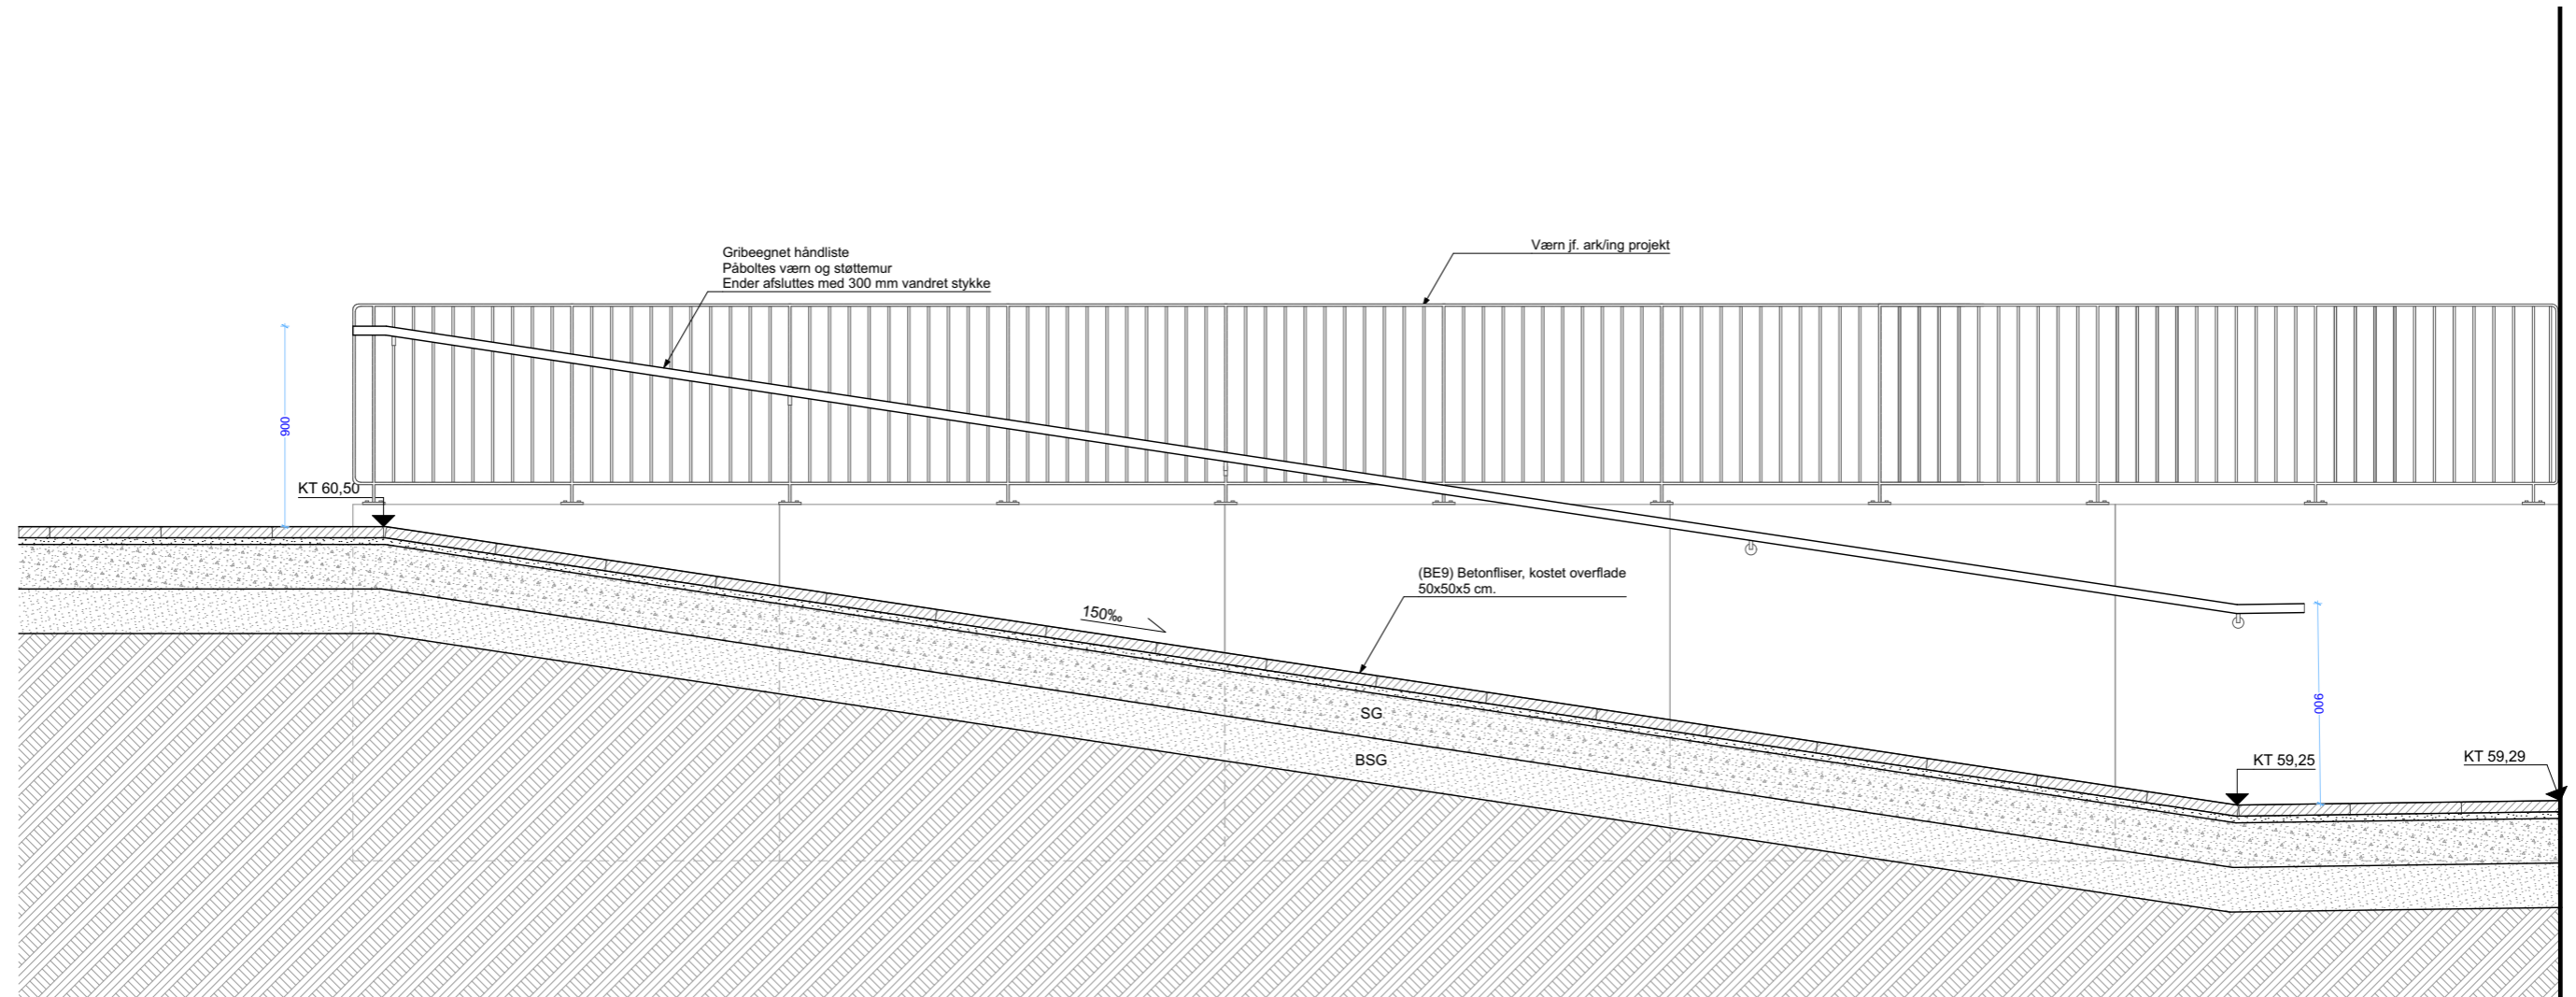 Gribeegnet håndliste
Påboltes værn og støttemur
Ender afsluttes med 300 mm vandret stykke
Værn jf. ark/ing projekt
900
KT 60,50
(BE9) Betonfliser, kostet overflade
50x50x5 cm.
150‰
SG
BSG
900
KT 59,25
KT 59,29